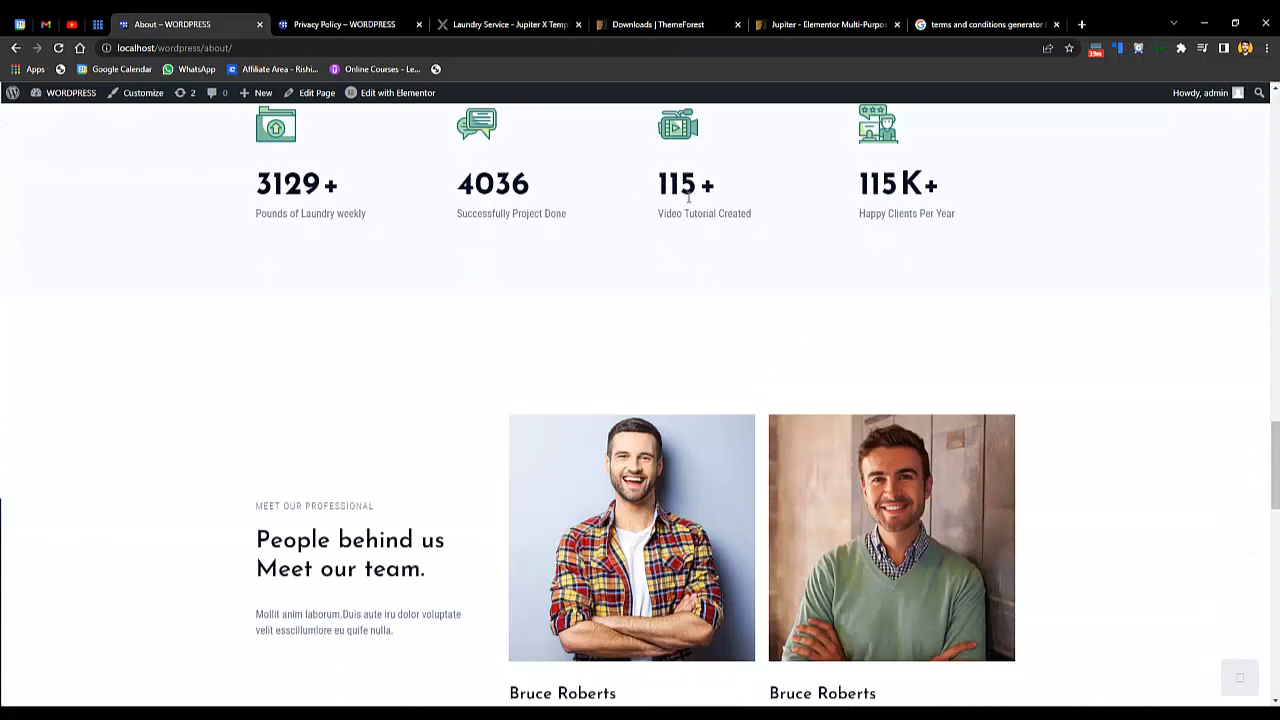 About – WORDPRESS
Privacy Policy – WORDPRESS
Laundry Service - Jupiter X Temp
Downloads | ThemeForest
Jupiter - Elementor Multi-Purpos
terms and conditions generator
localhost/wordpress/about/
39m
Apps
Google Calendar
WhatsApp
Affiliate Area - Rishi...
Online Courses - Le...
WORDPRESS
Customize
2
0
New
Edit Page
Edit with Elementor
Howdy, admin
3129+
4036
115+
115K+
Pounds of Laundry weekly
Successfully Project Done
Video Tutorial Created
Happy Clients Per Year
MEET OUR PROFESSIONAL
People behind us
Meet our team.
Mollit anim laborum.Duis aute iru dolor voluptate
velit esscillumlore eu quife nulla.
Bruce Roberts
Bruce Roberts